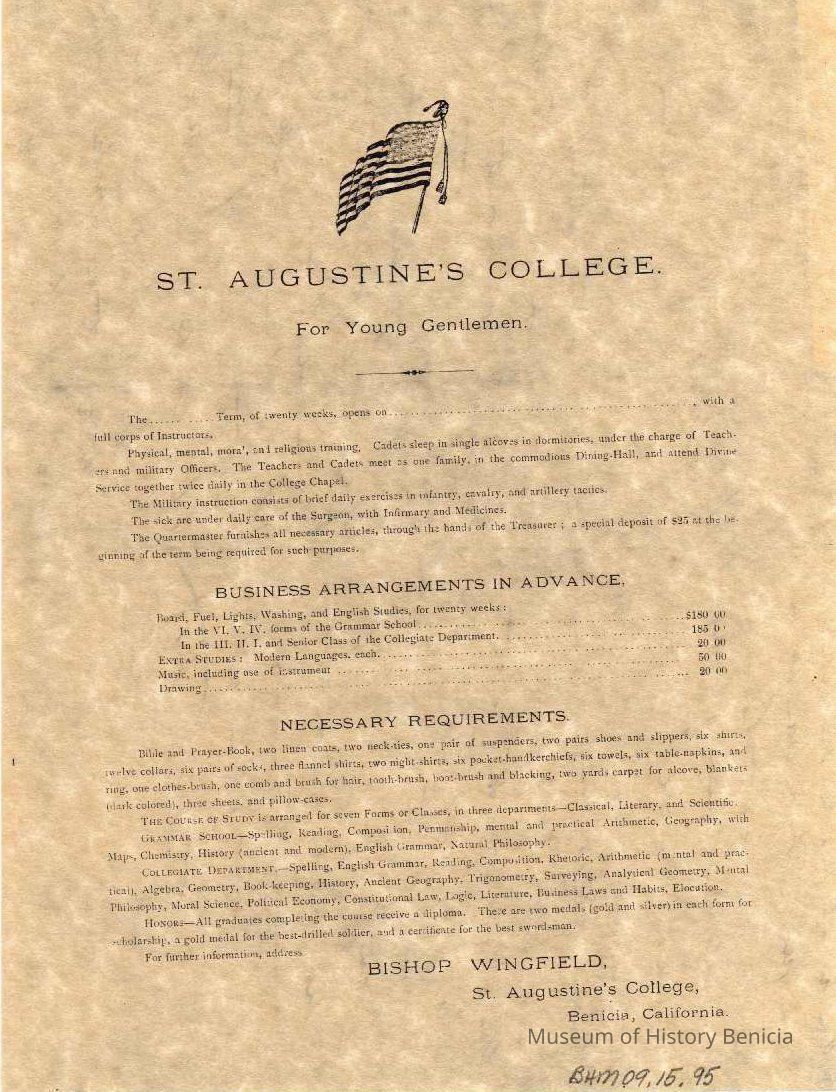 ST. AUGUSTINE'S COLLEGE.
For Young Gentlemen.
The...... .... Term, of twenty weeks, opens on............................................................, with a
full corps of Instructors.
Physical, mental, mora', and religious training. Cadets sleep in single alcoves in dormitories, under the charge of Teach-
ers and military Officers. The Teachers and Cadets meet as one family, in the commodious Dining-Hall, and attend Divine
Service together twice daily in the College Chapel.
The Military instruction consists of brief daily exercises in infantry, cavalry, and artillery tactics.
The sick are under daily care of the Surgeon, with Infirmary and Medicines.
The Quartermaster furnishes all necessary articles, through the hands of the Treasurer; a special deposit of $25 at the be-
ginning of the term being required for such purposes.
BUSINESS ARRANGEMENTS IN ADVANCE.
Board, Fuel, Lights, Washing, and English Studies, for twenty weeks:
In the VI. V. IV. forms of the Grammar School............................................$180 00
In the III. II. I. and Senior Class of the Collegiate Department.............................. 185 00
EXTRA STUDIES: Modern Languages, each.................................................. 20 00
Music, including use of instrument .................................................... 50 00
Drawing.............................................................................. 20 00
NECESSARY REQUIREMENTS.
Bible and Prayer-Book, two linen coats, two neck-ties, one pair of suspenders, two pairs shoes and slippers, six shirts,
twelve collars, six pairs of socks, three flannel shirts, two night-shirts, six pocket-handkerchiefs, six towels, six table-napkins, and
ring, one clothes-brush, one comb and brush for hair, tooth-brush, boot-brush and blacking, two yards carpet for alcove, blankets
(dark colored), three sheets, and pillow-cases.
THE COURSE OF STUDY is arranged for seven Forms or Classes, in three departments—Classical, Literary, and Scientific.
GRAMMAR SCHOOL—Spelling, Reading, Composition, Penmanship, mental and practical Arithmetic, Geography, with
Maps, Chemistry, History (ancient and modern), English Grammar, Natural Philosophy.
COLLEGIATE DEPARTMENT.—Spelling, English Grammar, Reading, Composition, Rhetoric, Arithmetic (mental and prac-
tical), Algebra, Geometry, Book-keeping, History, Ancient Geography, Trigonometry, Surveying, Analytical Geometry, Mental
Philosophy, Moral Science, Political Economy, Constitutional Law, Logic, Literature, Business Laws and Habits, Elocution.
HONORS—All graduates completing the course receive a diploma. There are two medals (gold and silver) in each form for
scholarship, a gold medal for the best-drilled soldier, and a certificate for the best swordsman.
For further information, address
BISHOP WINGFIELD,
St. Augustine's College,
Benicia, California.
Museum of History Benicia
BHM09.15.95